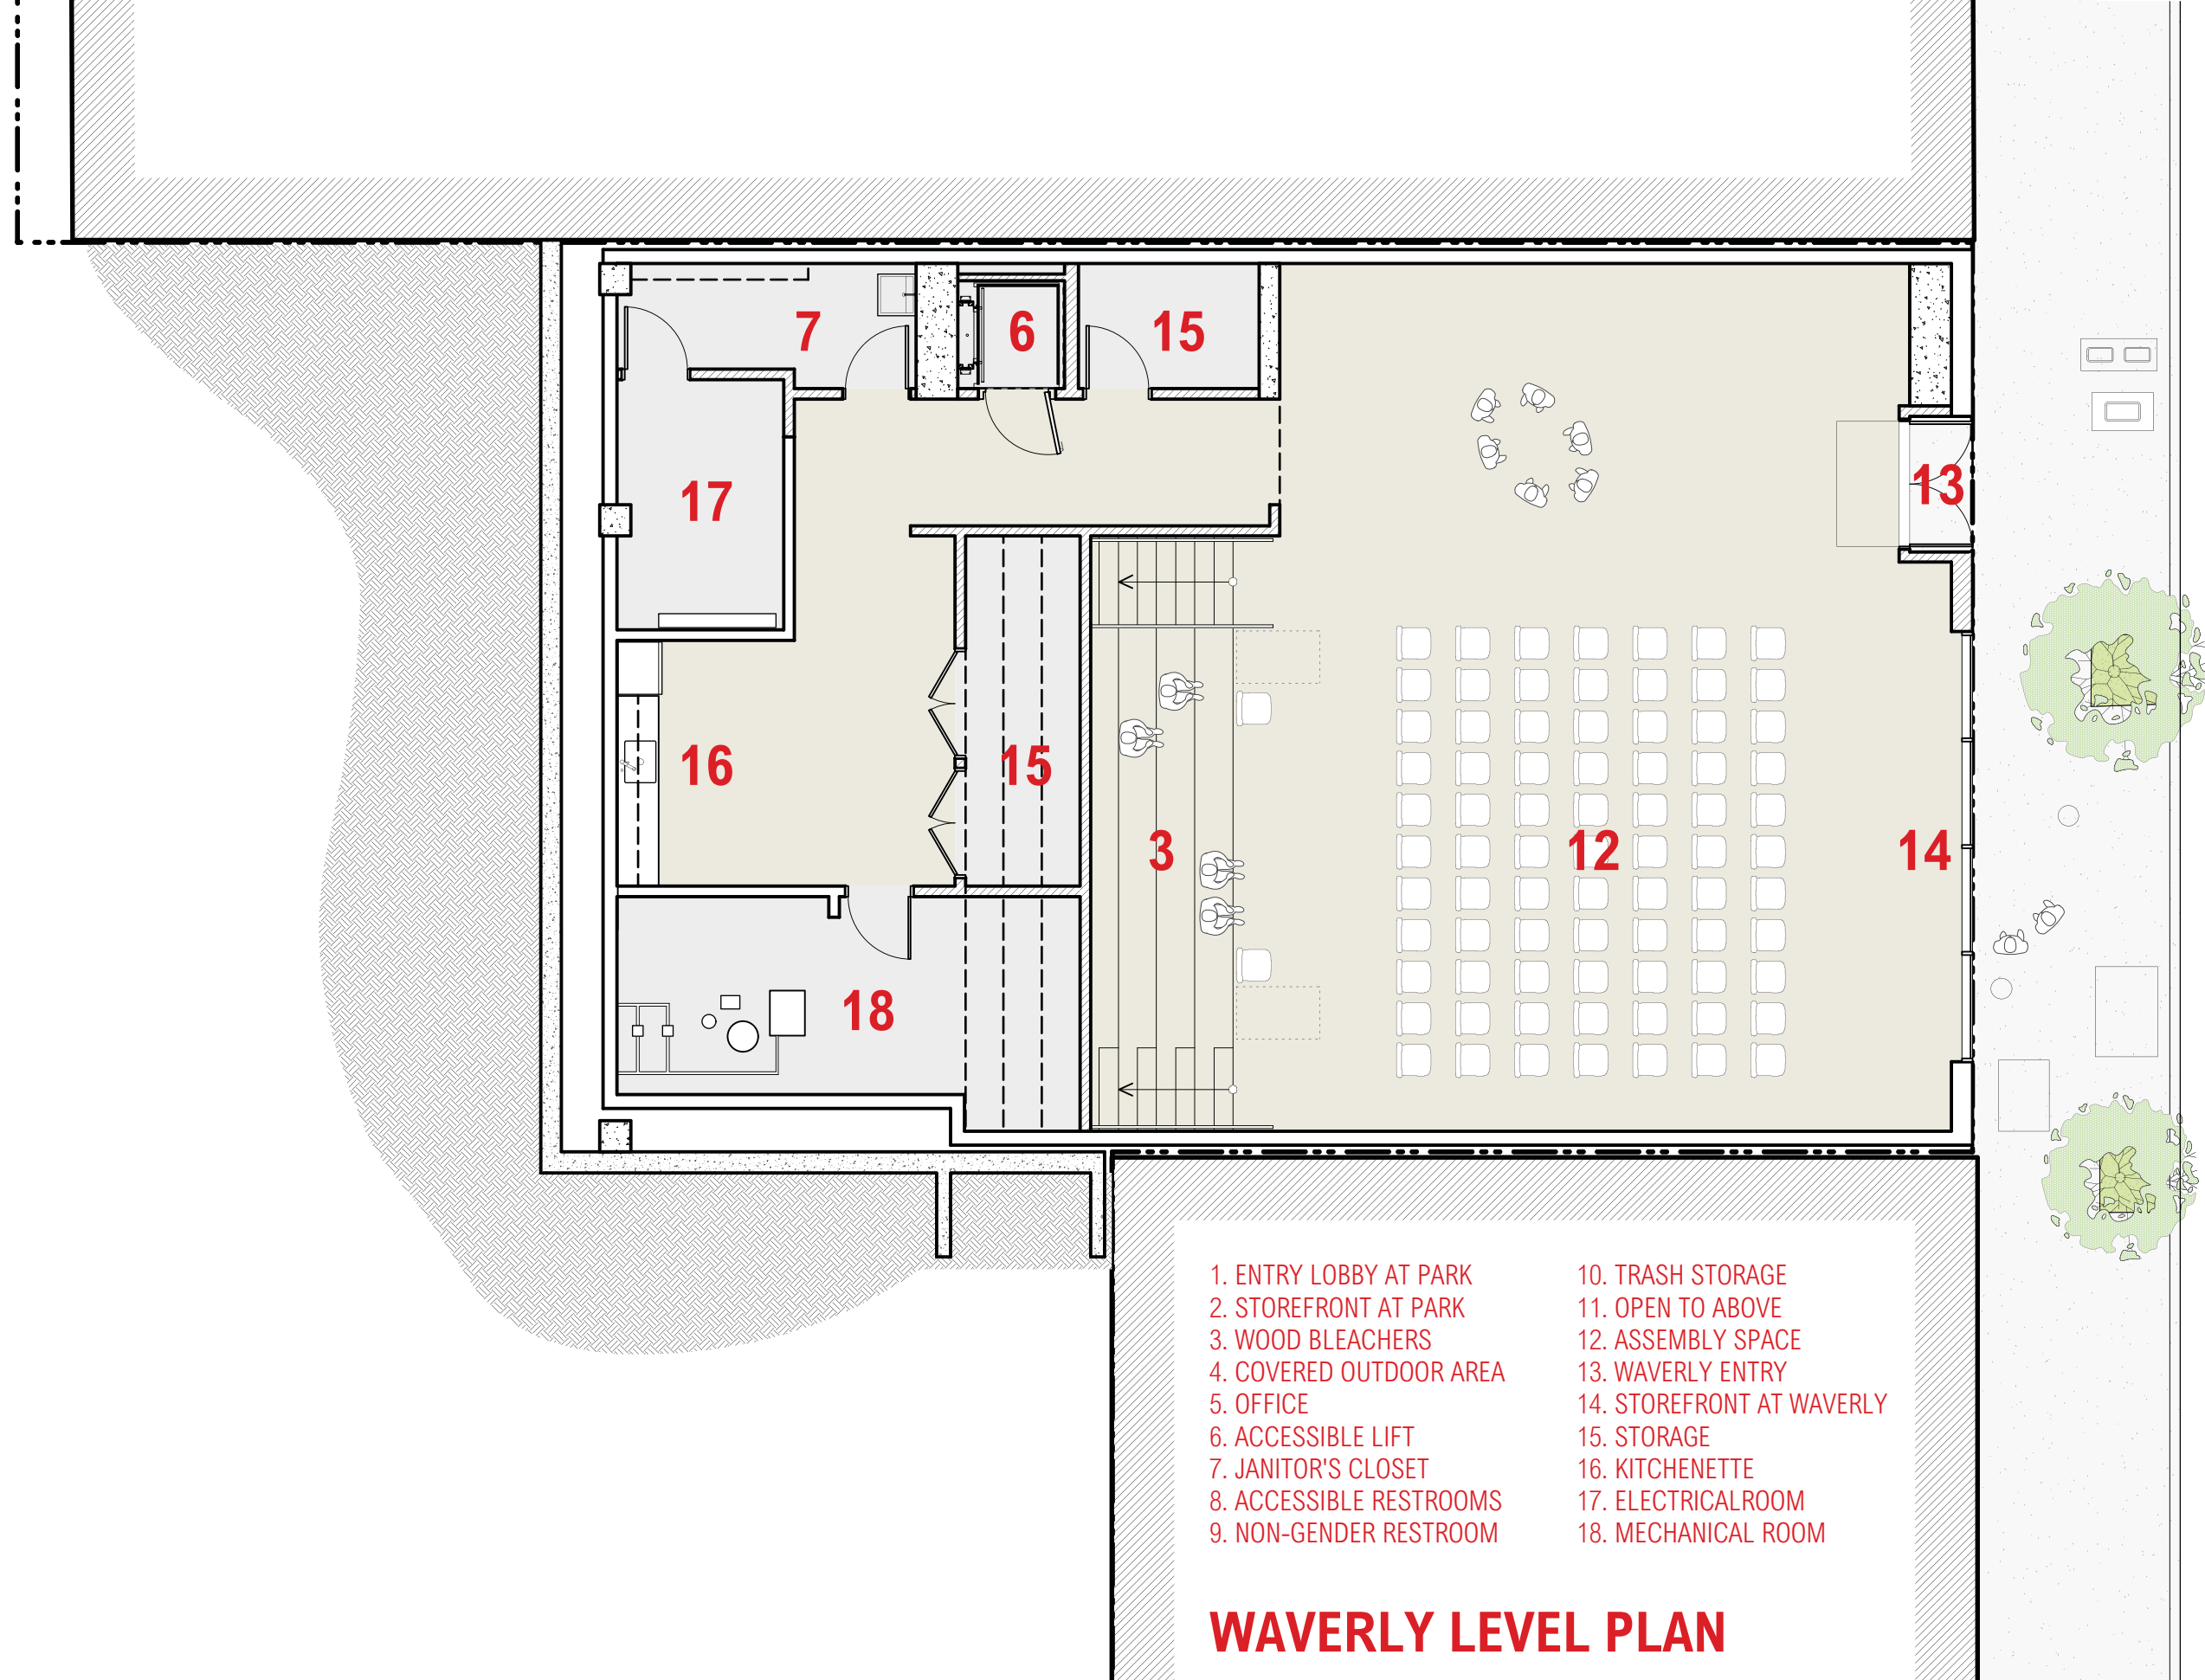 7
6
15
17
13
16
15
3
12
14
18
1. ENTRY LOBBY AT PARK
2. STOREFRONT AT PARK
3. WOOD BLEACHERS
4. COVERED OUTDOOR AREA
5. OFFICE
6. ACCESSIBLE LIFT
7. JANITOR'S CLOSET
8. ACCESSIBLE RESTROOMS
9. NON-GENDER RESTROOM
10. TRASH STORAGE
11. OPEN TO ABOVE
12. ASSEMBLY SPACE
13. WAVERLY ENTRY
14. STOREFRONT AT WAVERLY
15. STORAGE
16. KITCHENETTE
17. ELECTRICALROOM
18. MECHANICAL ROOM
WAVERLY LEVEL PLAN